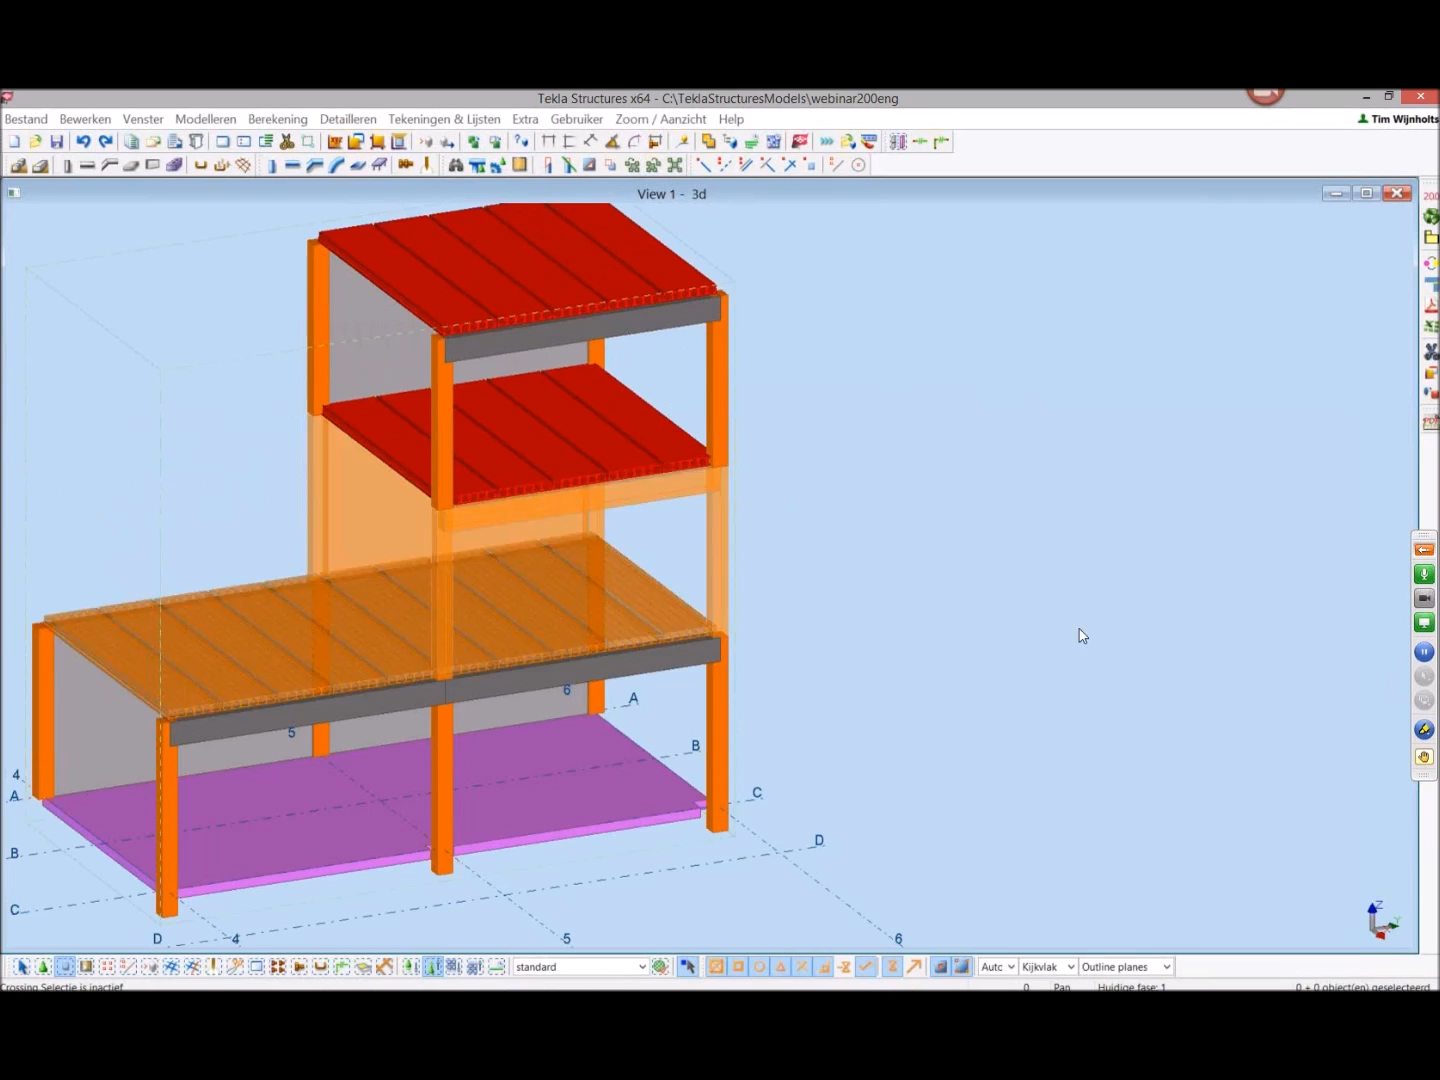 Tekla Structures x64 - C:\TeklaStructuresModels\webinar200eng
Bestand Bewerken Venster Modelleren Berekening Detailleren Tekeningen & Lijsten Extra Gebruiker Zoom / Aanzicht Help Tim Wijnholts
View 1 - 3d
6
A
5
B
4
A
C
B
D
C
D
4
5
6
standard
Auto
Kijkvlak
Outline planes
Crossing Selectie is inactief
0
Pan
Huidige fase: 1
0 + 0 object(en) geselecteerd